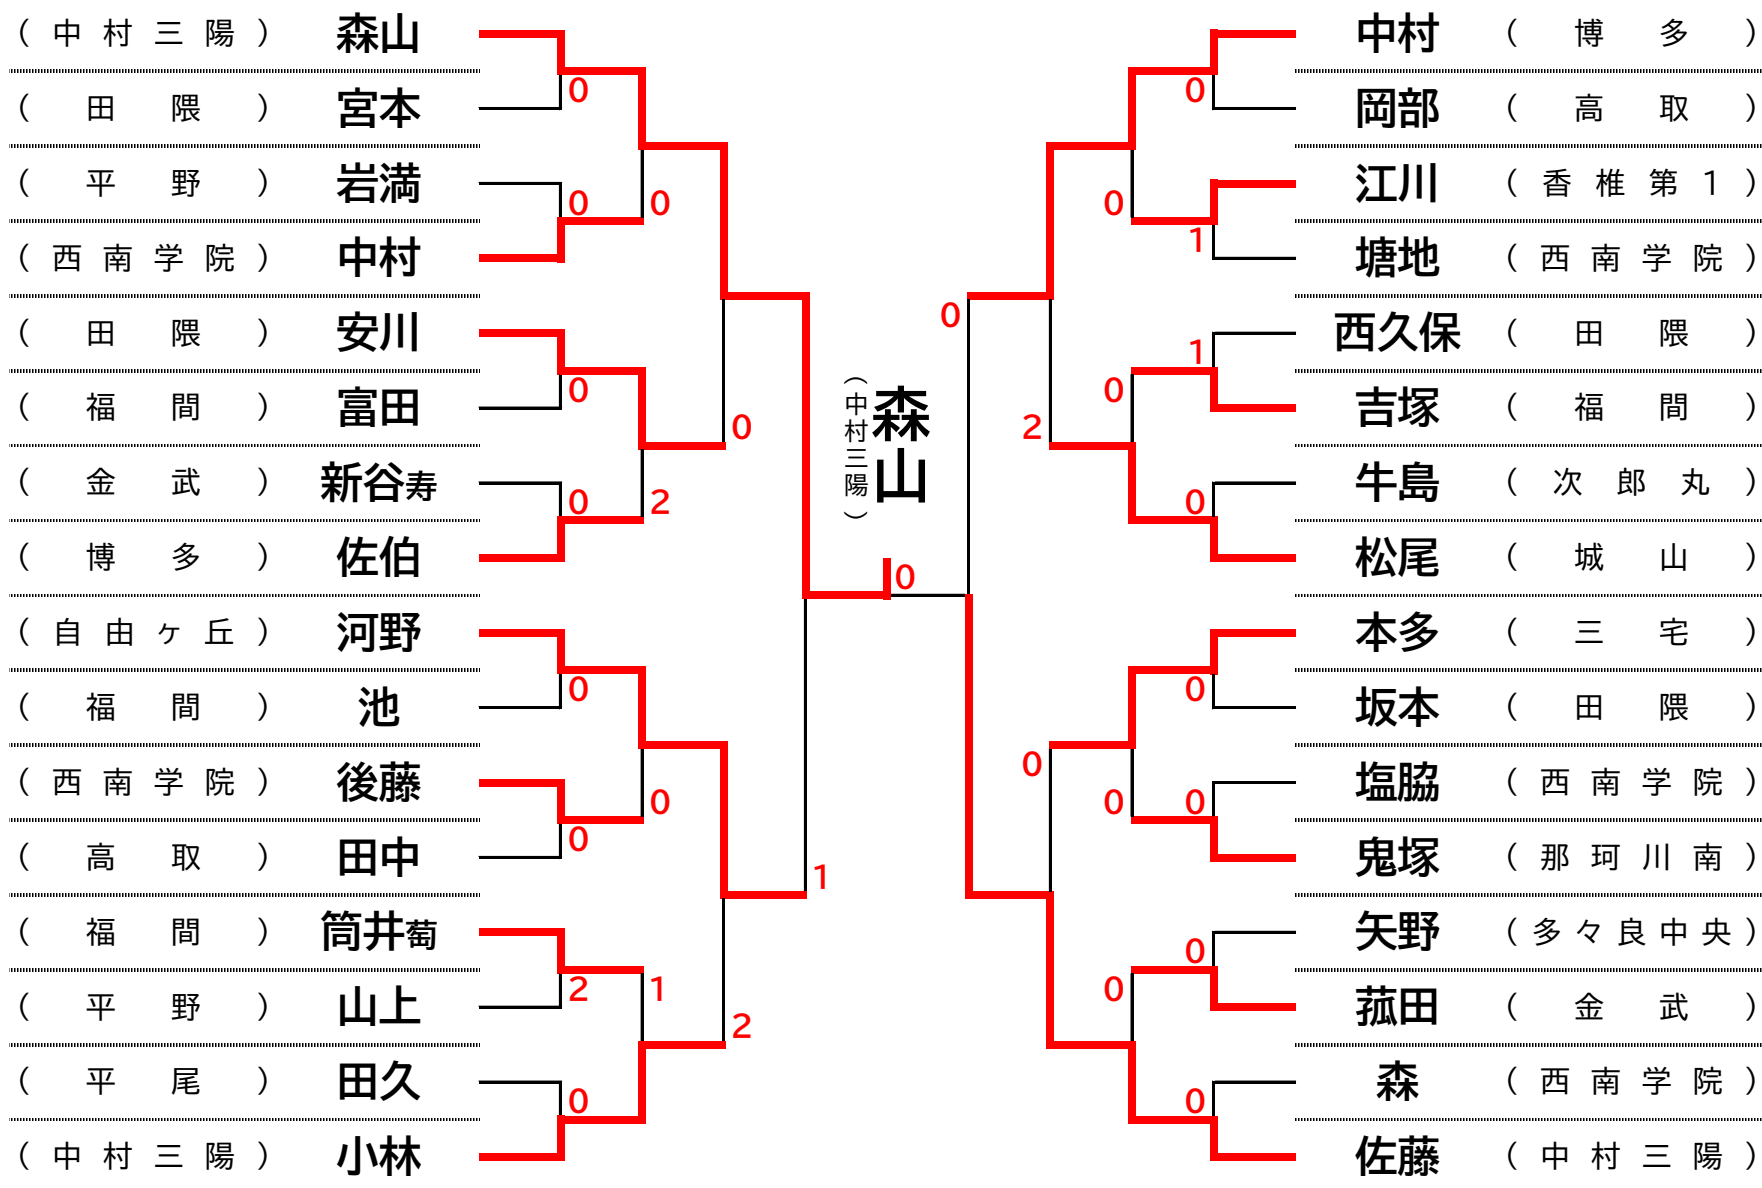 (中村三陽) 森山
(田隈) 宮本
(平野) 岩満
(西南学院) 中村
(田隈) 安川
(福間) 富田
(金武) 新谷寿
(博多) 佐伯
(自由ヶ丘) 河野
(福間) 池
(西南学院) 後藤
(高取) 田中
(福間) 筒井萄
(平野) 山上
(平尾) 田久
(中村三陽) 小林
0
0
0
0
0
0
0
2
0
2
0
0
0
1
2
1
森山
(中村三陽)
0
0
2
0
0
0
0
0
0
1
1
0
0
0
0
0
中村 (博多)
岡部 (高取)
江川 (香椎第1)
塘地 (西南学院)
西久保 (田隈)
吉塚 (福間)
牛島 (次郎丸)
松尾 (城山)
本多 (三宅)
坂本 (田隈)
塩脇 (西南学院)
鬼塚 (那珂川南)
矢野 (多々良中央)
菰田 (金武)
森 (西南学院)
佐藤 (中村三陽)